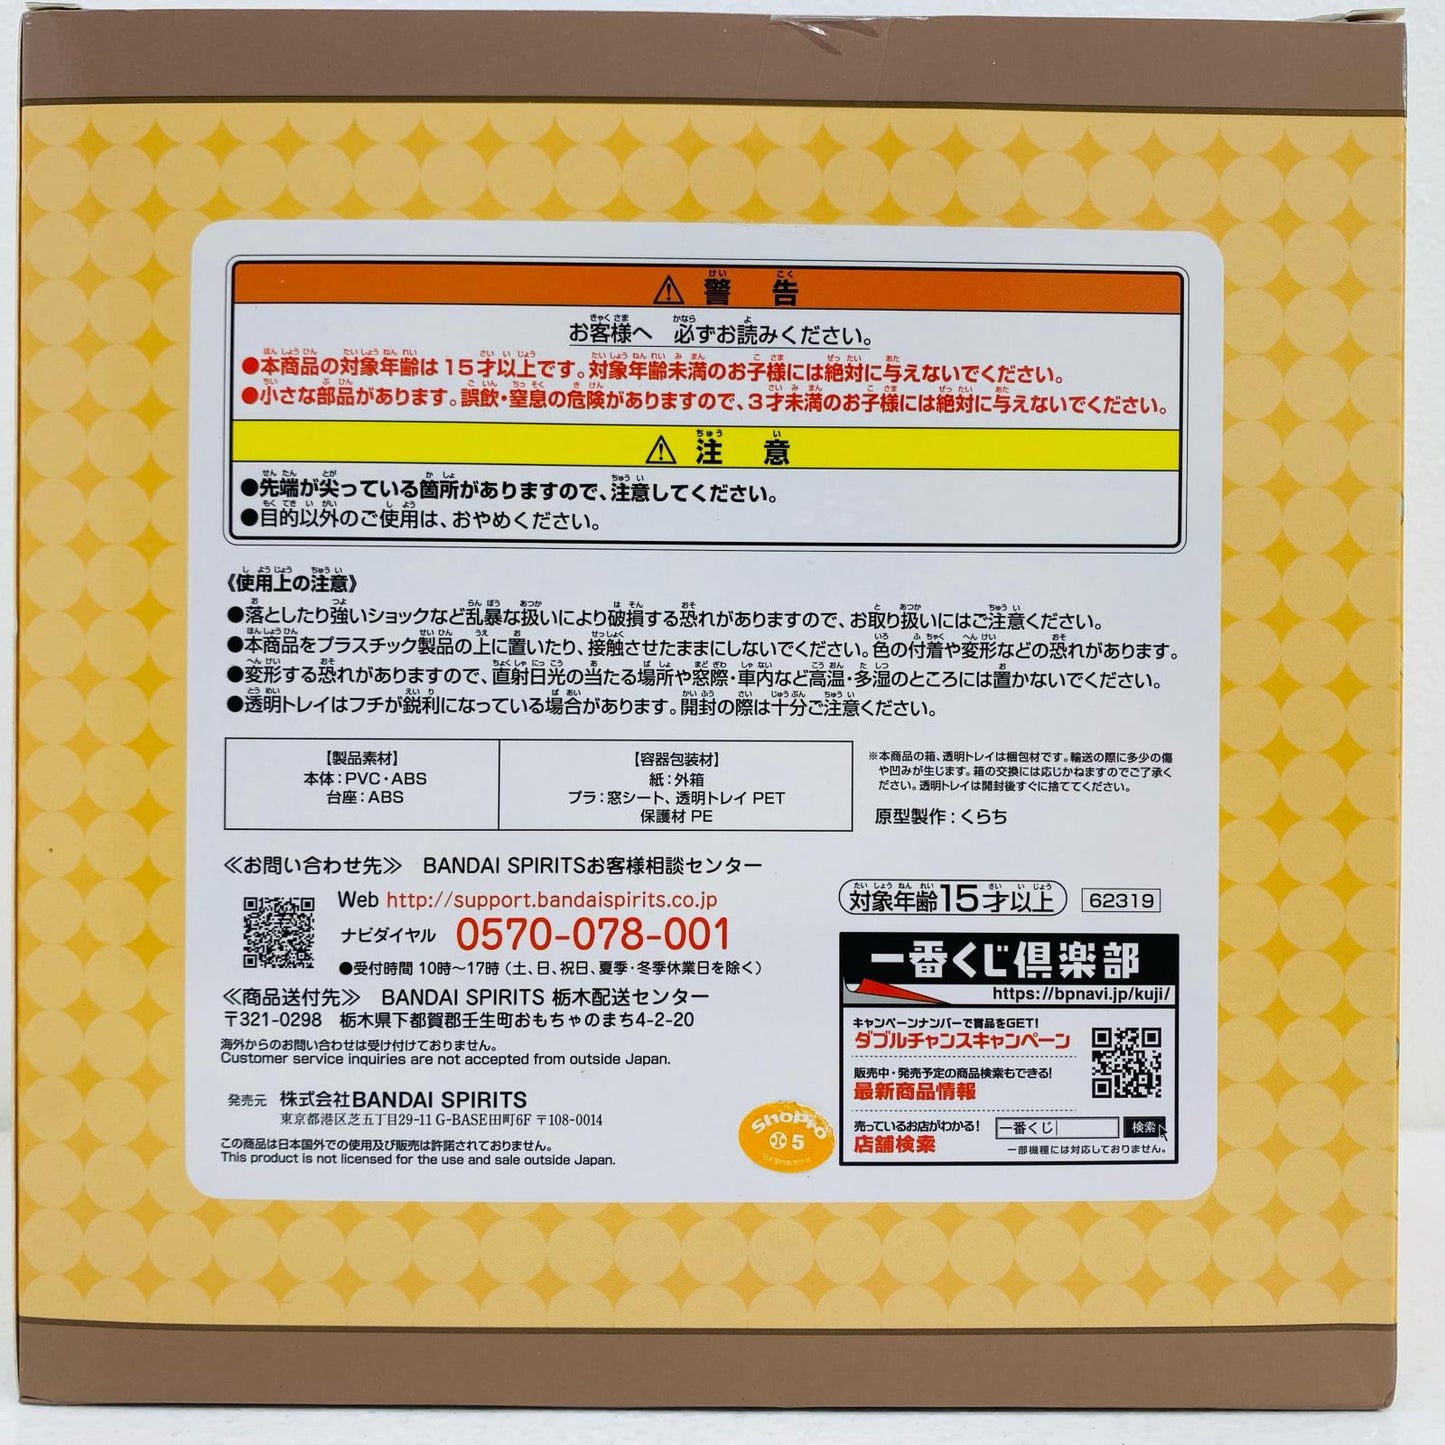 ⚠ 警告
お客様へ 必ずお読みください。
●本商品の対象年齢は15才以上です。対象年齢未満のお子様には絶対に与えないでください。
●小さな部品があります。誤飲・窒息の危険がありますので、3才未満のお子様には絶対に与えないでください。
⚠ 注意
●先端が尖っている箇所がありますので、注意してください。
●目的以外のご使用は、おやめください。
《使用上の注意》
●落としたり強いショックなど乱暴な扱いにより破損する恐れがありますので、お取り扱いにはご注意ください。
●本商品をプラスチック製品の上に置いたり、接触させたままにしないでください。色の付着や変形などの恐れがあります。
●変形する恐れがありますので、直射日光の当たる場所や窓際・車内など高温・多湿のところには置かないでください。
●透明トレイはフチが鋭利になっている場合があります。開封の際は十分ご注意ください。
【製品素材】
本体:PVC・ABS
台座:ABS
【容器包装材】
紙:外箱
プラ:窓シート、透明トレイ PET
保護材 PE
※本商品の箱、透明トレイは梱包材です。輸送の際に多少の傷
や凹みが生じます。箱の交換には応じかねますのでご了承く
ださい。透明トレイは開封後すぐに捨ててください。
原型製作:くらち
≪お問い合わせ先≫ BANDAI SPIRITSお客様相談センター
Web http://support.bandaispirits.co.jp
ナビダイヤル 0570-078-001
●受付時間 10時~17時(土、日、祝日、夏季・冬季休業日を除く)
≪商品送付先≫ BANDAI SPIRITS 栃木配送センター
〒321-0298 栃木県下都賀郡壬生町おもちゃのまち4-2-20
海外からのお問い合わせは受け付けておりません。
Customer service inquiries are not accepted from outside Japan.
発売元 株式会社BANDAI SPIRITS
東京都港区芝五丁目29-11 G-BASE田町6F 〒108-0014
この商品は日本国外での使用及び販売は許諾されておりません。
This product is not licensed for the use and sale outside Japan.
ShoPro
5
日本国内販売許可
対象年齢15才以上
62319
一番くじ倶楽部
https://bpnavi.jp/kuji/
キャンペーンナンバーで賞品をGET!
ダブルチャンスキャンペーン
販売中・発売予定の商品検索もできる!
最新商品情報
売っているお店がわかる!
店舗検索
一番くじ 検索
一部機種には対応しておりません。